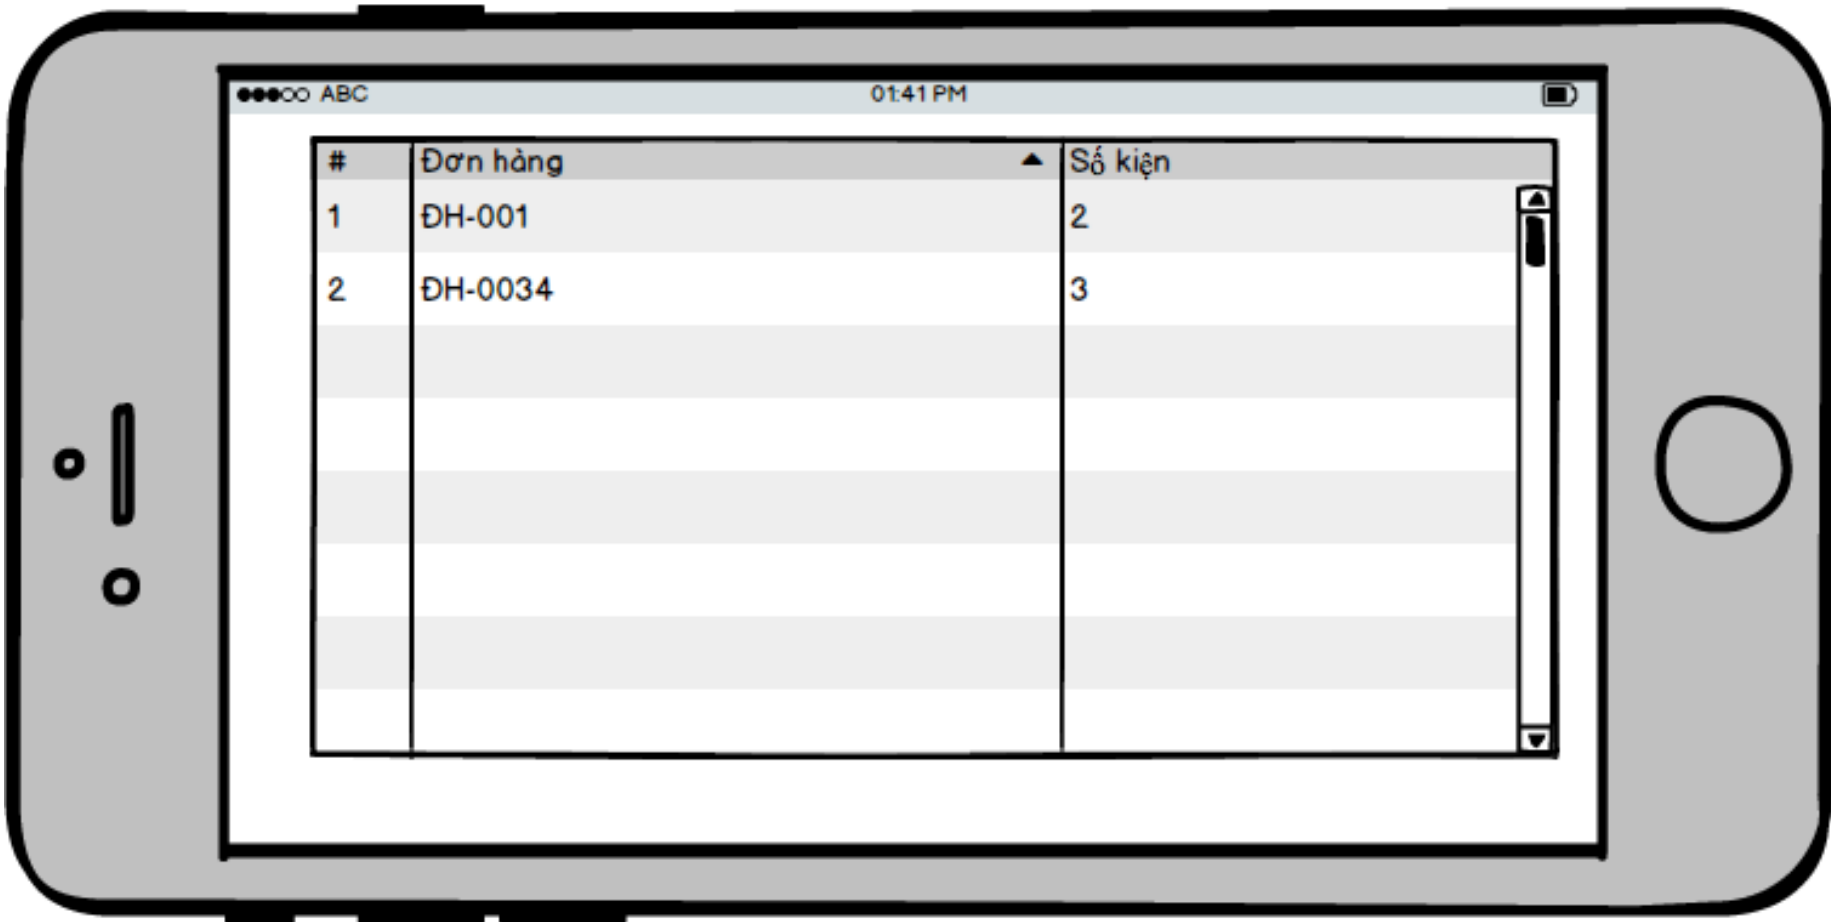 ABC 01:41 PM
# Đơn hàng Số kiện
1 ĐH-001 2
2 ĐH-0034 3